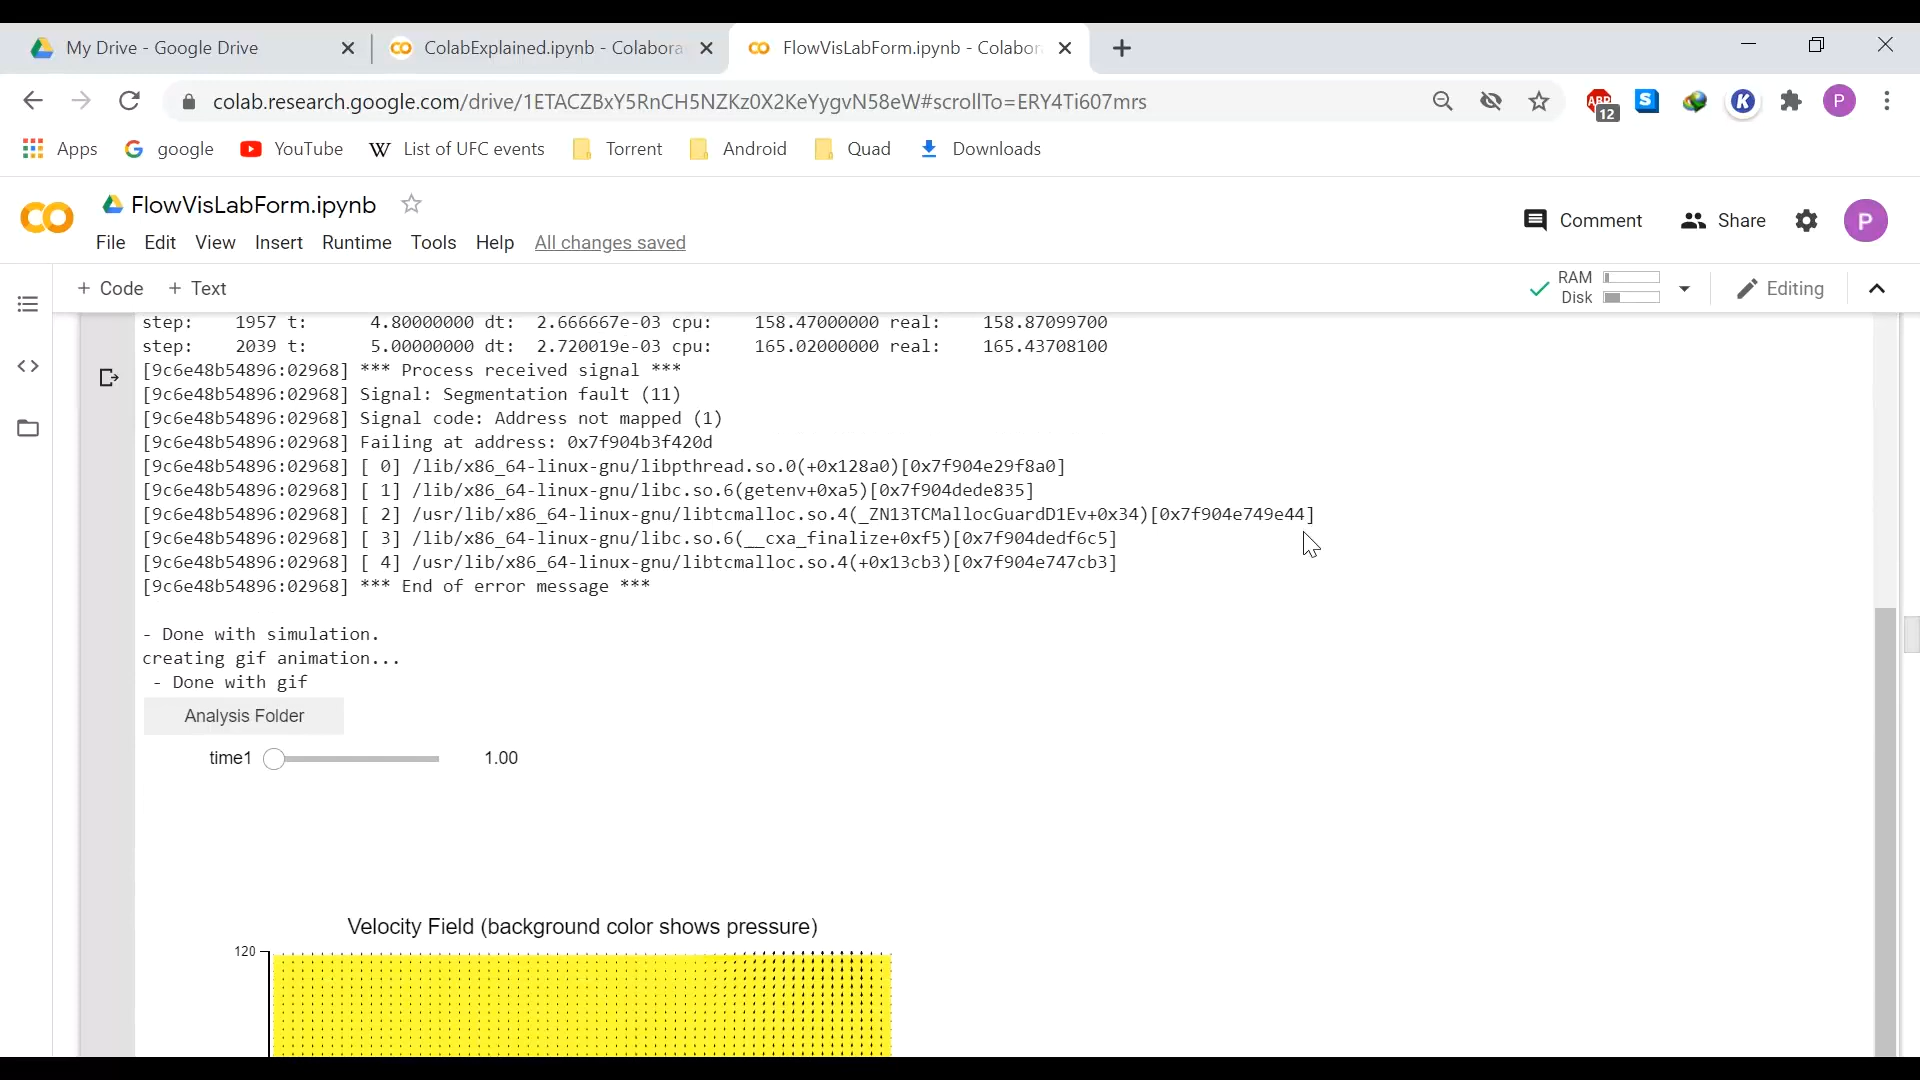 My Drive - Google Drive
ColabExplained.ipynb - Colabora
FlowVisLabForm.ipynb - Colabor
colab.research.google.com/drive/1ETACZBxY5RnCH5NZKz0X2KeYygvN58eW#scrollTo=ERY4Ti607mrs
ABP
12
S
K
P
Apps
google
YouTube
W List of UFC events
Torrent
Android
Quad
Downloads
FlowVisLabForm.ipynb
Comment
Share
P
File Edit View Insert Runtime Tools Help All changes saved
+ Code + Text
RAM
Disk
Editing
step: 1957 t: 4.80000000 dt: 2.666667e-03 cpu: 158.47000000 real: 158.87099700
step: 2039 t: 5.00000000 dt: 2.720019e-03 cpu: 165.02000000 real: 165.43708100
[9c6e48b54896:02968] *** Process received signal ***
[9c6e48b54896:02968] Signal: Segmentation fault (11)
[9c6e48b54896:02968] Signal code: Address not mapped (1)
[9c6e48b54896:02968] Failing at address: 0x7f904b3f420d
[9c6e48b54896:02968] [ 0] /lib/x86_64-linux-gnu/libpthread.so.0(+0x128a0)[0x7f904e29f8a0]
[9c6e48b54896:02968] [ 1] /lib/x86_64-linux-gnu/libc.so.6(getenv+0xa5)[0x7f904dede835]
[9c6e48b54896:02968] [ 2] /usr/lib/x86_64-linux-gnu/libtcmalloc.so.4(_ZN13TCMallocGuardD1Ev+0x34)[0x7f904e749e44]
[9c6e48b54896:02968] [ 3] /lib/x86_64-linux-gnu/libc.so.6(__cxa_finalize+0xf5)[0x7f904dedf6c5]
[9c6e48b54896:02968] [ 4] /usr/lib/x86_64-linux-gnu/libtcmalloc.so.4(+0x13cb3)[0x7f904e747cb3]
[9c6e48b54896:02968] *** End of error message ***
- Done with simulation.
creating gif animation...
- Done with gif
Analysis Folder
time1 1.00
Velocity Field (background color shows pressure)
120